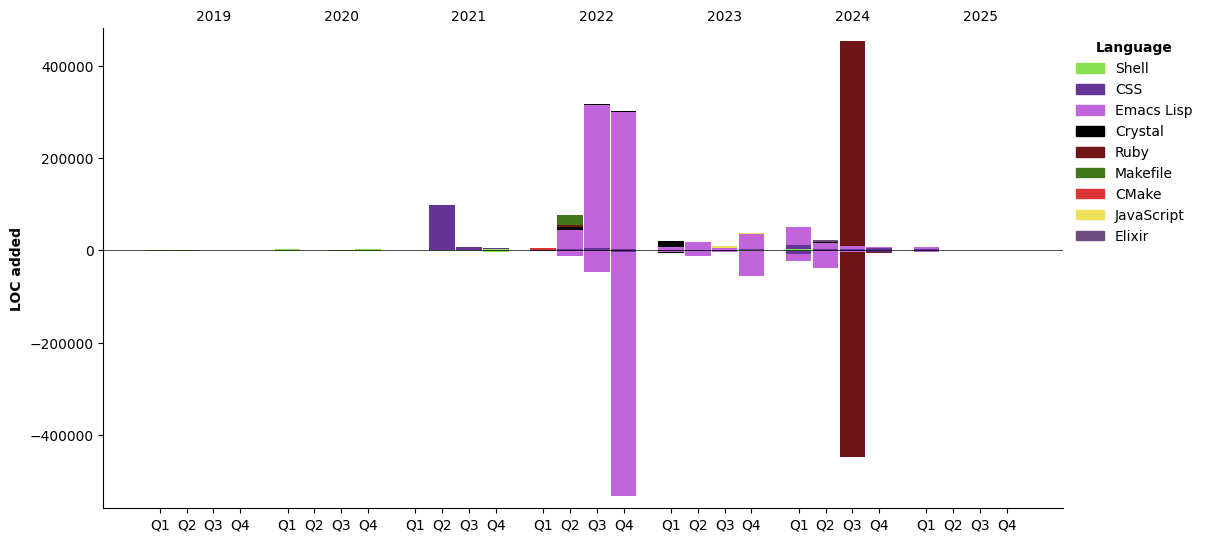 2019 2020 2021 2022 2023 2024 2025
LOC added
400000
200000
0
−200000
−400000
Q1 Q2 Q3 Q4 Q1 Q2 Q3 Q4 Q1 Q2 Q3 Q4 Q1 Q2 Q3 Q4 Q1 Q2 Q3 Q4 Q1 Q2 Q3 Q4 Q1 Q2 Q3 Q4
Language
Shell
CSS
Emacs Lisp
Crystal
Ruby
Makefile
CMake
JavaScript
Elixir